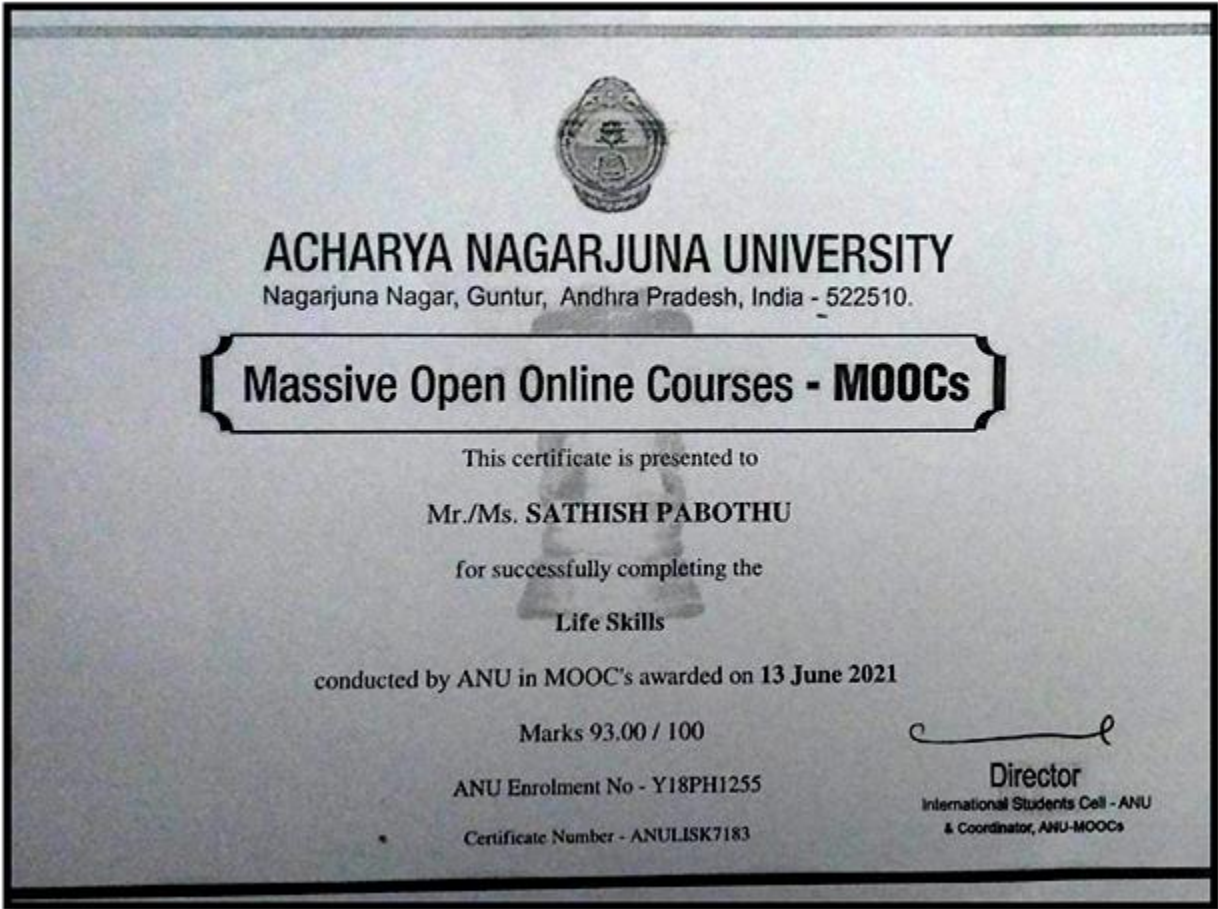 ACHARYA NAGARJUNA UNIVERSITY
Nagarjuna Nagar, Guntur, Andhra Pradesh, India - 522510.
Massive Open Online Courses - MOOCs
This certificate is presented to
Mr./Ms. SATHISH PABOTHU
for successfully completing the
Life Skills
conducted by ANU in MOOC's awarded on 13 June 2021
Marks 93.00 / 100
ANU Enrolment No - Y18PH1255
Certificate Number - ANULISK7183
Director
International Students Cell - ANU
& Coordinator, ANU-MOOCs